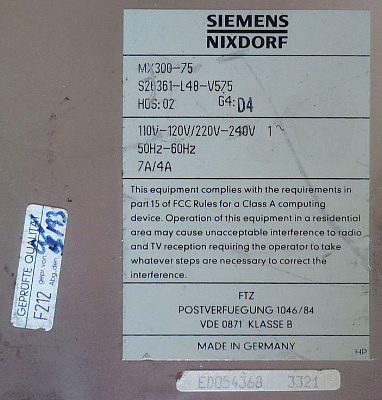 SIEMENS
NIXDORF
MX300-75
S26361-L48-V575
HOS: 02 G4: D4
110V-120V/220V-240V 1~
50Hz-60Hz
7A/4A
This equipment complies with the requirements in
part 15 of FCC Rules for a Class A computing
device. Operation of this equipment in a residential
area may cause unacceptable interference to radio
and TV reception requiring the operator to take
whatever steps are necessary to correct the
interference.
FTZ
POSTVERFUEGUNG 1046/84
VDE 0871 KLASSE B
MADE IN GERMANY
HP
GEPRÜFTE QUALITÄT
gepr. von
Abg.-dat.
F212
ED054368 3321